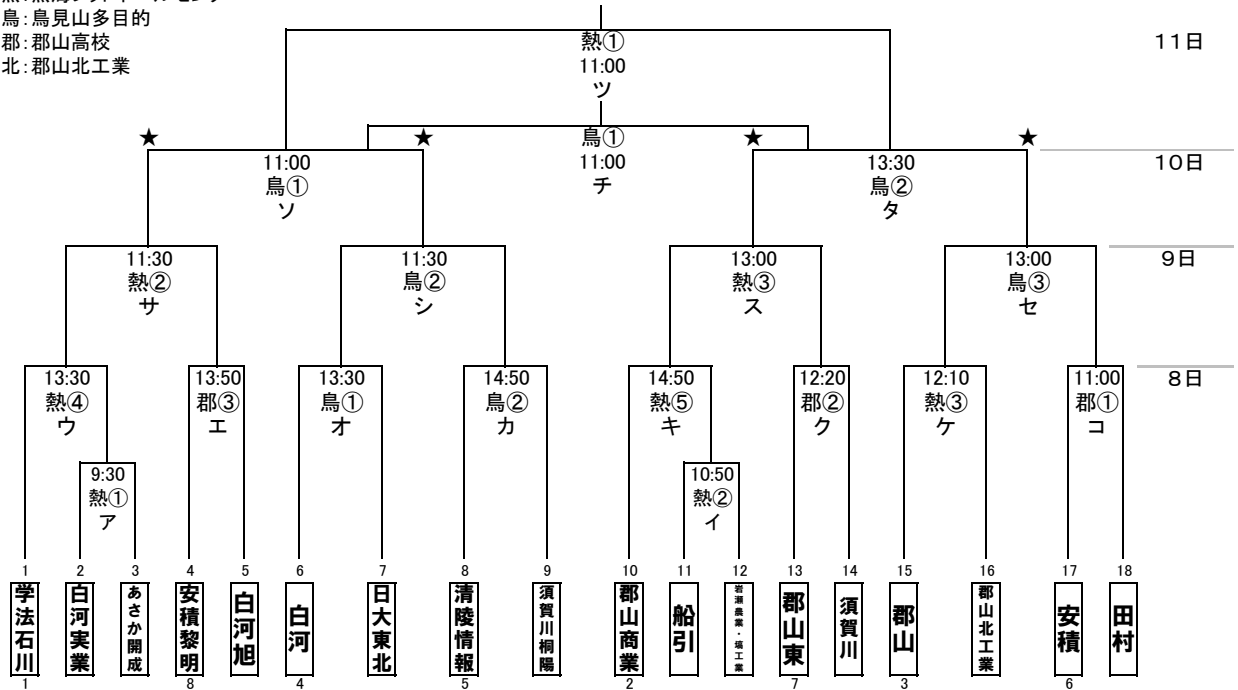 鳥：鳥見山多目的
郡：郡山高校
北：郡山北工業
熱①
11:00
ツ
11日
★
★
★
★
鳥①
11:00
チ
11:00
鳥①
ソ
13:30
鳥②
タ
10日
11:30
熱②
サ
11:30
鳥②
シ
13:00
熱③
ス
13:00
鳥③
セ
9日
13:30
熱④
ウ
13:50
郡③
エ
13:30
鳥①
オ
14:50
鳥②
カ
14:50
熱⑤
キ
12:20
郡②
ク
12:10
熱③
ケ
11:00
郡①
コ
8日
9:30
熱①
ア
10:50
熱②
イ
1 2 3 4 5 6 7 8 9 10 11 12 13 14 15 16 17 18
学法石川
白河実業
あさか開成
安積黎明
白河旭
白河
日大東北
清陵情報
須賀川桐陽
郡山商業
船引
岩瀬農業・塙工業
郡山東
須賀川
郡山
郡山北工業
安積
田村
1 8 4 5 2 7 3 6